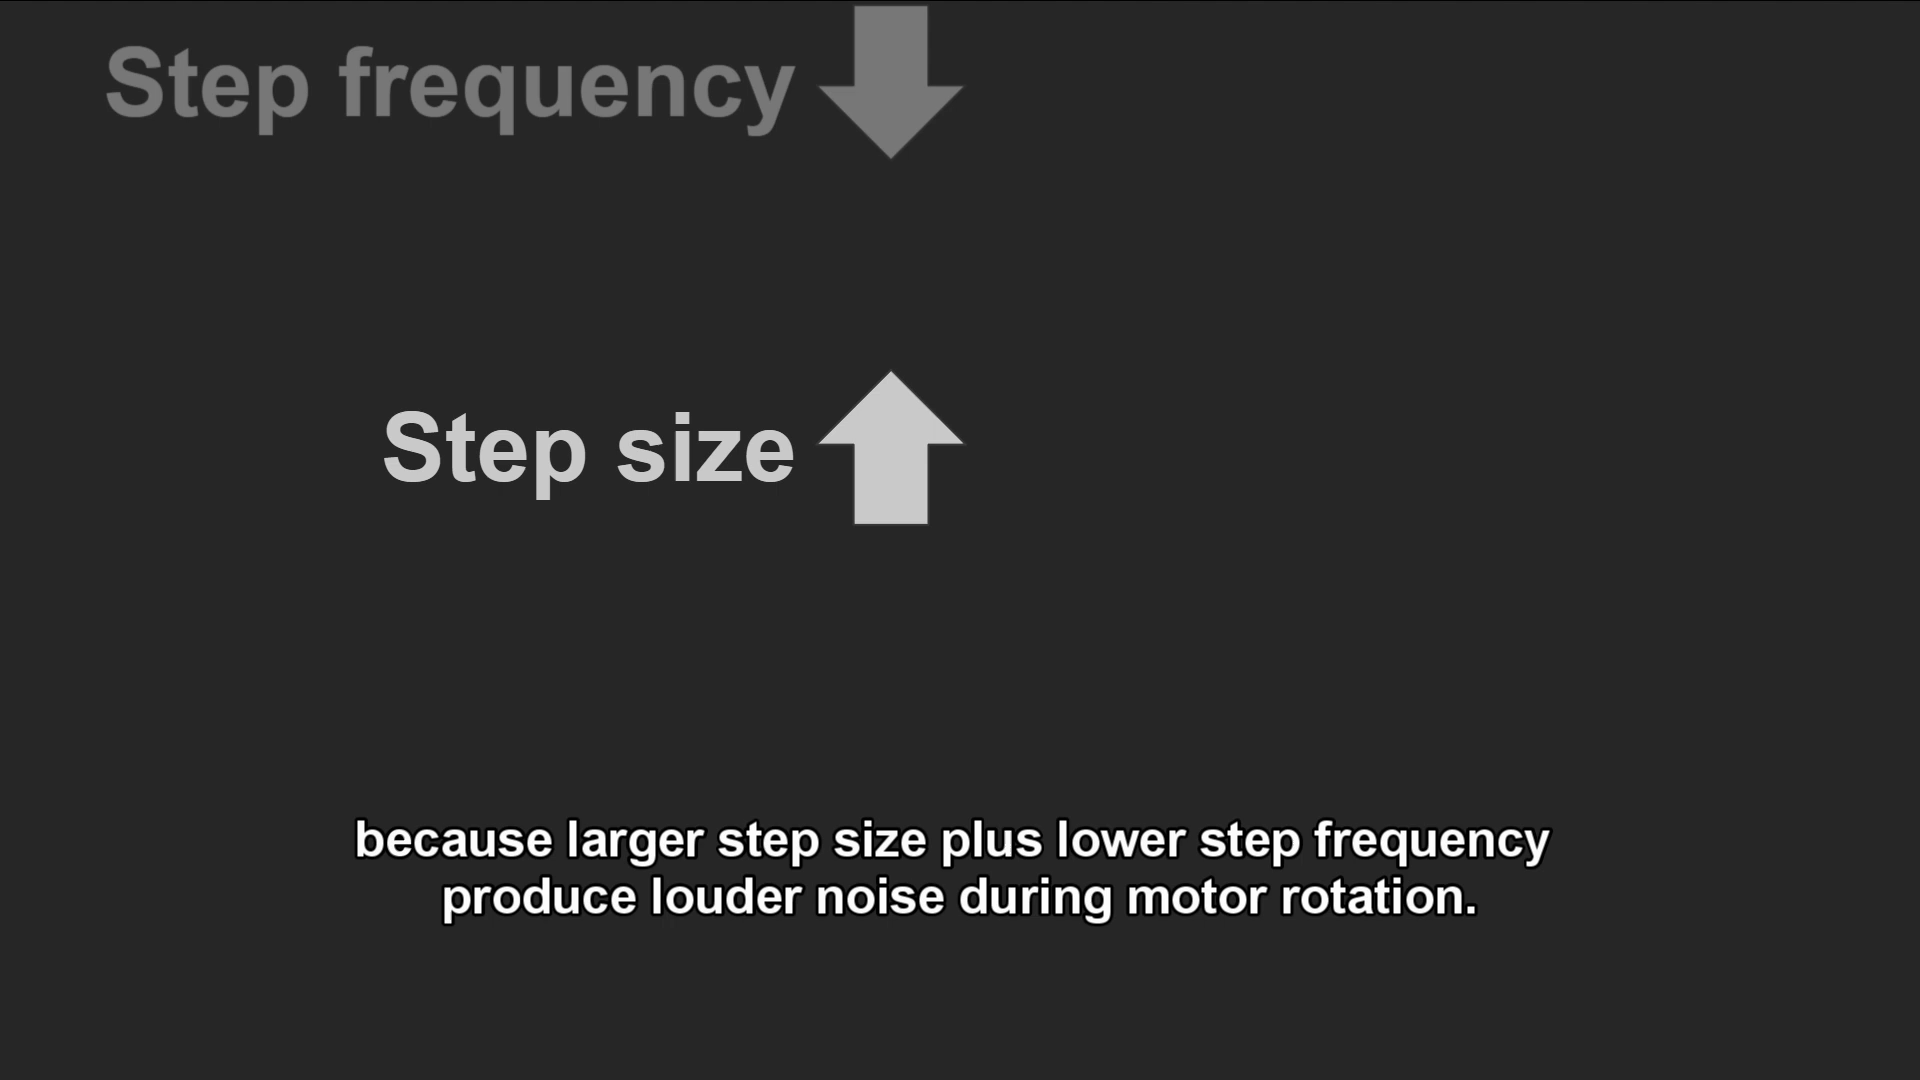 Step frequency
Step size
because larger step size plus lower step frequency
produce louder noise during motor rotation.